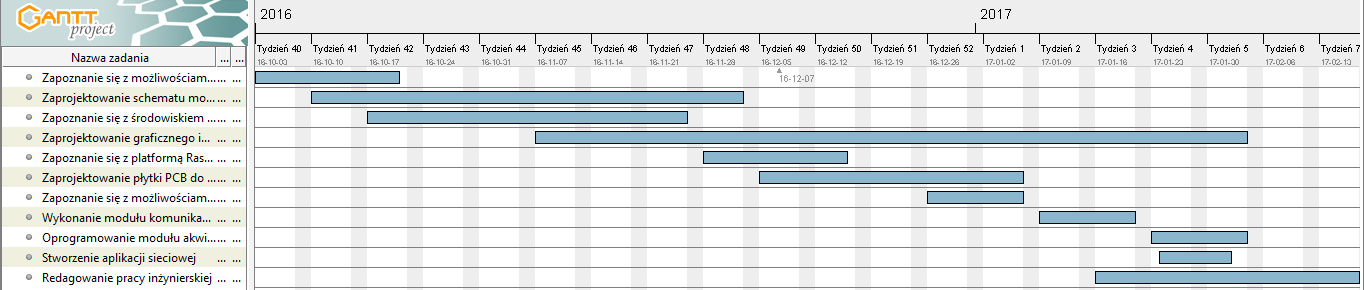 GANTT
project
2016
2017
Tydzień 40 Tydzień 41 Tydzień 42 Tydzień 43 Tydzień 44 Tydzień 45 Tydzień 46 Tydzień 47 Tydzień 48 Tydzień 49 Tydzień 50 Tydzień 51 Tydzień 52 Tydzień 1 Tydzień 2 Tydzień 3 Tydzień 4 Tydzień 5 Tydzień 6 Tydzień 7
Nazwa zadania ... ...
16-10-03 16-10-10 16-10-17 16-10-24 16-10-31 16-11-07 16-11-14 16-11-21 16-11-28 16-12-05 16-12-12 16-12-19 16-12-26 17-01-02 17-01-09 17-01-16 17-01-23 17-01-30 17-02-06 17-02-13
16-12-07
Zapoznanie się z możliwościam... ... ...
Zaprojektowanie schematu mo... ... ...
Zapoznanie się z środowiskiem ... ...
Zaprojektowanie graficznego i... ... ...
Zapoznanie się z platformą Ras... ... ...
Zaprojektowanie płytki PCB do ... ...
Zapoznanie się z możliwościam... ... ...
Wykonanie modułu komunika... ... ...
Oprogramowanie modułu akwi... ... ...
Stworzenie aplikacji sieciowej ... ...
Redagowanie pracy inżynierskiej ... ...